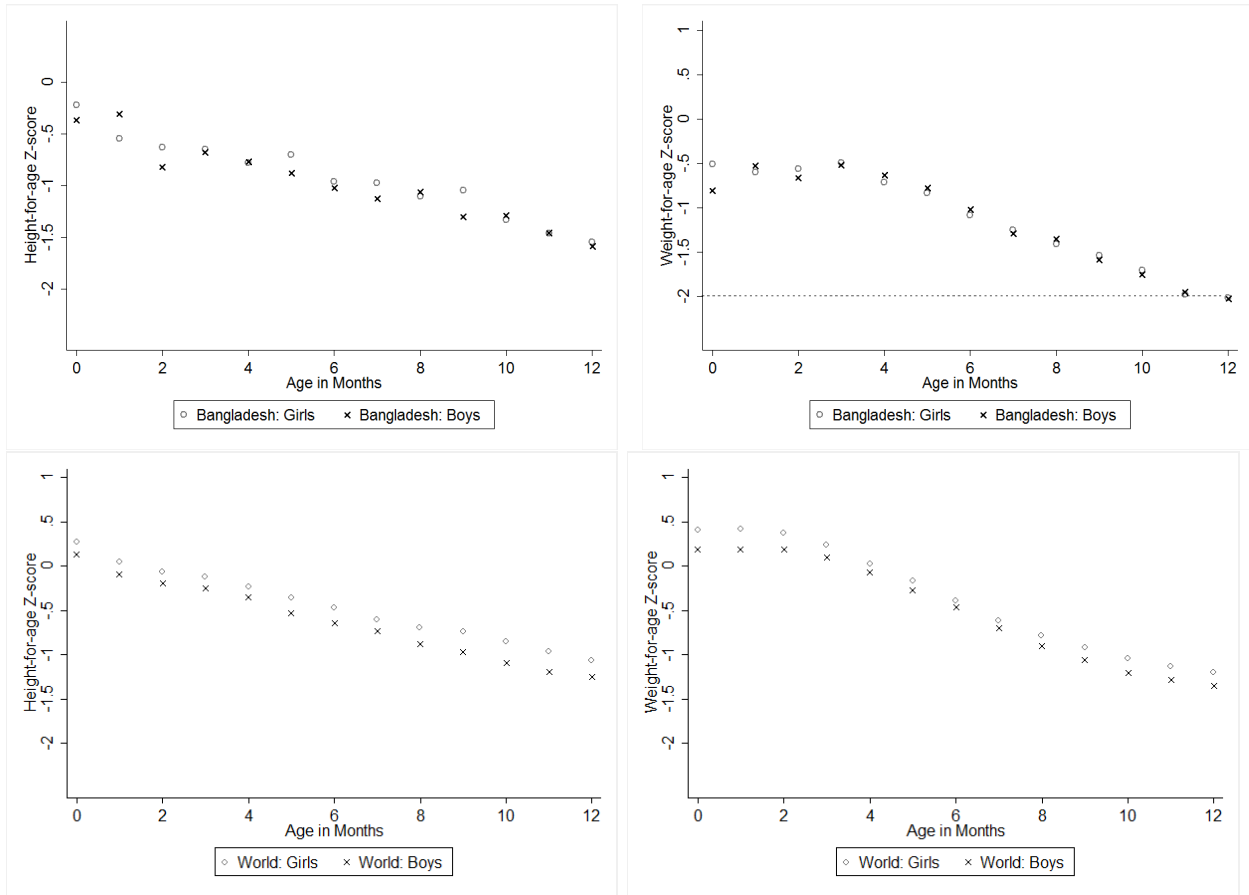 Height-for-age Z-score
0
-.5
-1
-1.5
-2
0 2 4 6 8 10 12
Age in Months
Bangladesh: Girls Bangladesh: Boys
Weight-for-age Z-score
1
.5
0
-.5
-1
-1.5
-2
0 2 4 6 8 10 12
Age in Months
Bangladesh: Girls Bangladesh: Boys
Height-for-age Z-score
1
.5
0
-.5
-1
-1.5
-2
0 2 4 6 8 10 12
Age in Months
World: Girls World: Boys
Weight-for-age Z-score
1
.5
0
-.5
-1
-1.5
-2
0 2 4 6 8 10 12
Age in Months
World: Girls World: Boys